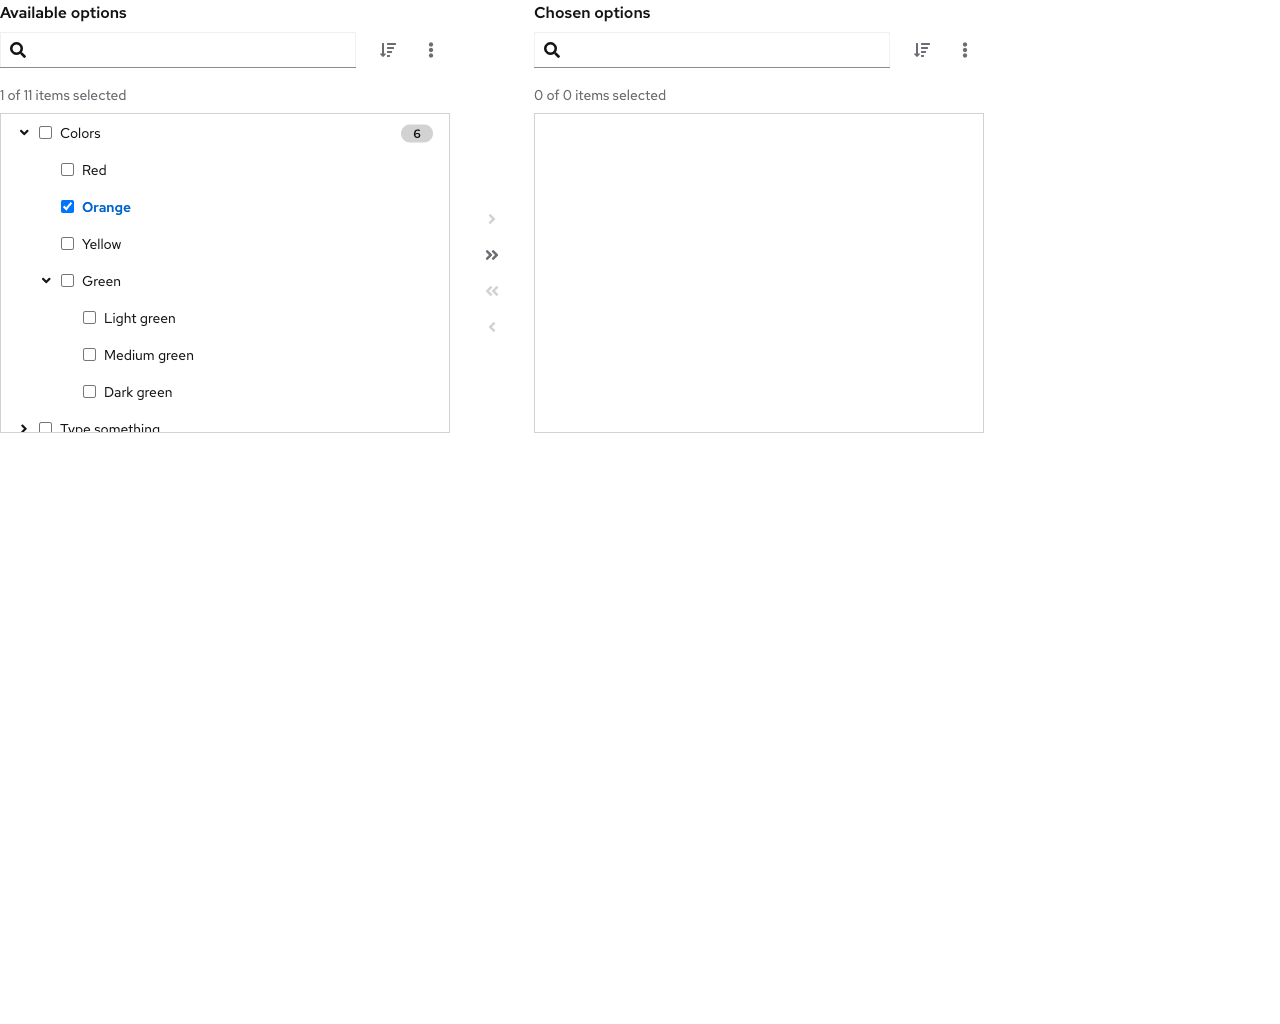 Available options
Chosen options
1 of 11 items selected
0 of 0 items selected
Colors
6
Red
Orange
Yellow
Green
Light green
Medium green
Dark green
Type something